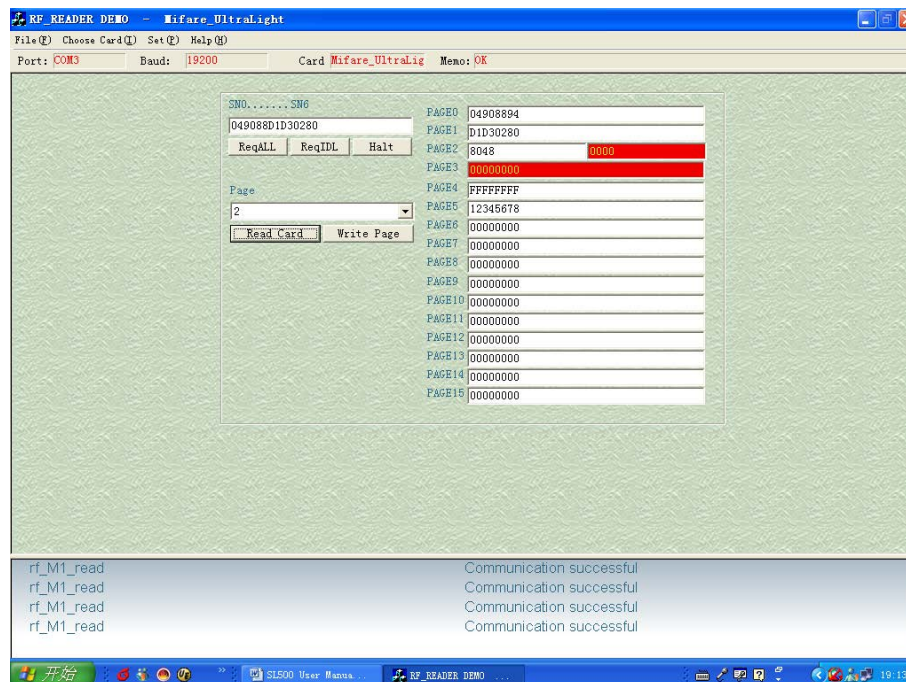 RF_READER DEMO - Mifare_UltraLight
File(F) Choose Card(I) Set(P) Help(H)
Port: COM3 Baud: 19200 Card Mifare_UltraLig Memo: OK
SN0.......SN6
049088D1D30280
ReqALL ReqIDL Halt
Page
2
Read Card Write Page
PAGE0 04908894
PAGE1 D1D30280
PAGE2 8048 0000
PAGE3 00000000
PAGE4 FFFFFFFF
PAGE5 12345678
PAGE6 00000000
PAGE7 00000000
PAGE8 00000000
PAGE9 00000000
PAGE10 00000000
PAGE11 00000000
PAGE12 00000000
PAGE13 00000000
PAGE14 00000000
PAGE15 00000000
rf_M1_read Communication successful
rf_M1_read Communication successful
rf_M1_read Communication successful
rf_M1_read Communication successful
开始 SL500 User Manua... RF_READER DEMO ... 19:13